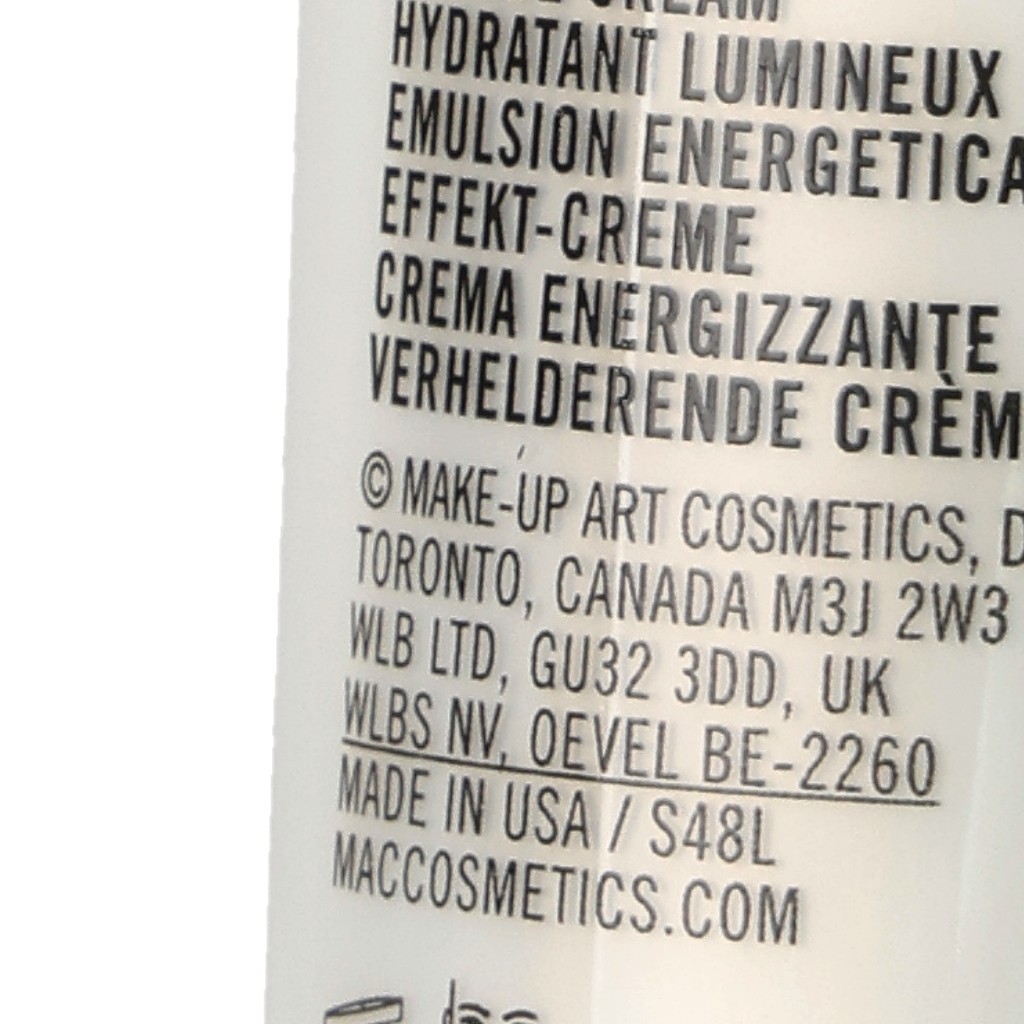 CREAM
HYDRATANT LUMINEUX
EMULSION ENERGETICA
EFFEKT-CREME
CREMA ENERGIZZANTE
VERHELDERENDE CRÈM
© MAKE-UP ART COSMETICS, D
TORONTO, CANADA M3J 2W3
WLB LTD, GU32 3DD, UK
WLBS NV, OEVEL BE-2260
MADE IN USA / S48L
MACCOSMETICS.COM